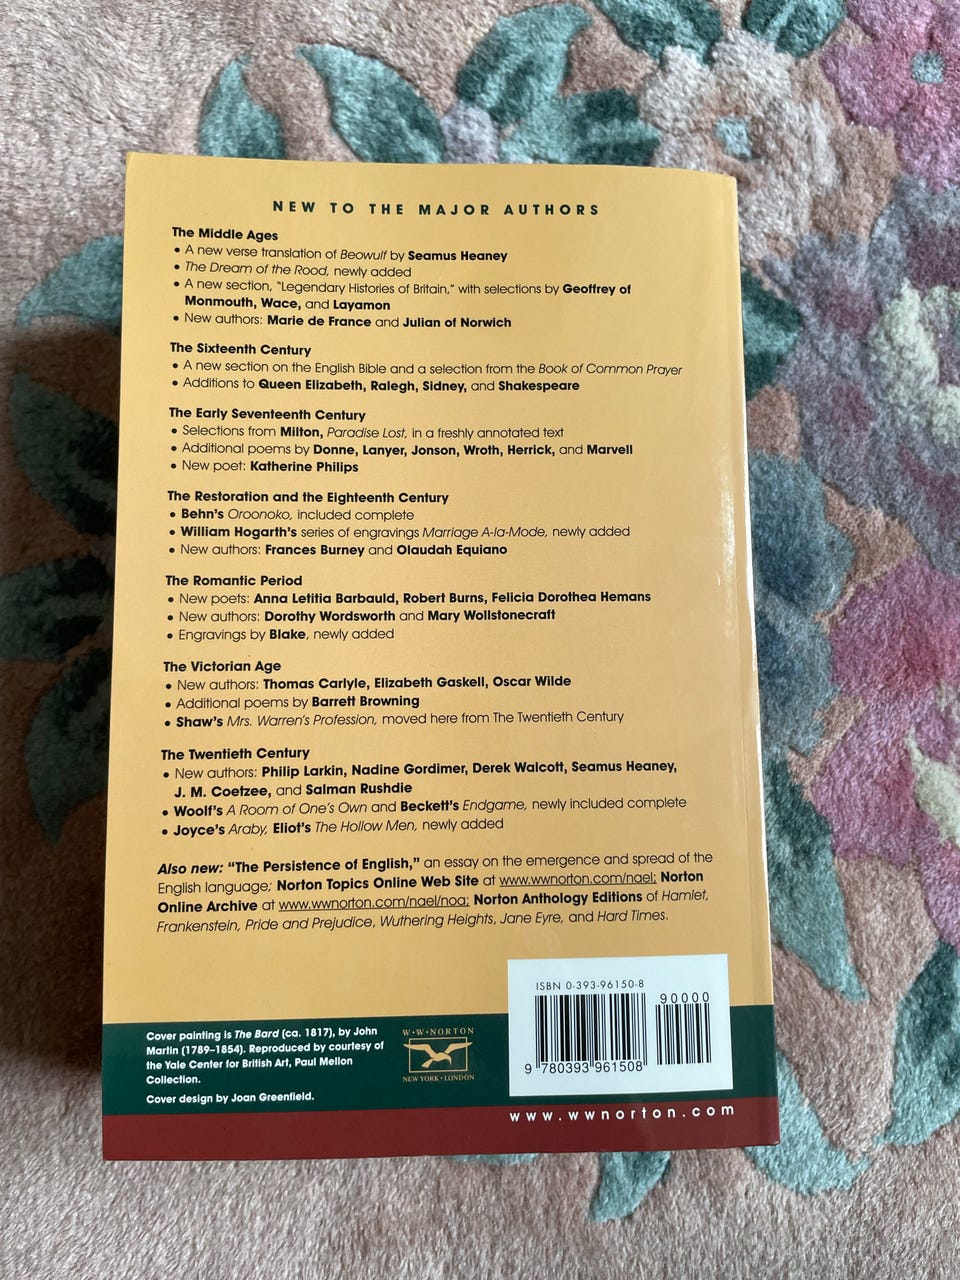 NEW TO THE MAJOR AUTHORS
The Middle Ages
• A new verse translation of Beowulf by Seamus Heaney
• The Dream of the Rood, newly added
• A new section, “Legendary Histories of Britain,” with selections by Geoffrey of
Monmouth, Wace, and Layamon
• New authors: Marie de France and Julian of Norwich
The Sixteenth Century
• A new section on the English Bible and a selection from the Book of Common Prayer
• Additions to Queen Elizabeth, Ralegh, Sidney, and Shakespeare
The Early Seventeenth Century
• Selections from Milton, Paradise Lost, in a freshly annotated text
• Additional poems by Donne, Lanyer, Jonson, Wroth, Herrick, and Marvell
• New poet: Katherine Philips
The Restoration and the Eighteenth Century
• Behn's Oroonoko, included complete
• William Hogarth's series of engravings Marriage A-la-Mode, newly added
• New authors: Frances Burney and Olaudah Equiano
The Romantic Period
• New poets: Anna Letitia Barbauld, Robert Burns, Felicia Dorothea Hemans
• New authors: Dorothy Wordsworth and Mary Wollstonecraft
• Engravings by Blake, newly added
The Victorian Age
• New authors: Thomas Carlyle, Elizabeth Gaskell, Oscar Wilde
• Additional poems by Barrett Browning
• Shaw's Mrs. Warren's Profession, moved here from The Twentieth Century
The Twentieth Century
• New authors: Philip Larkin, Nadine Gordimer, Derek Walcott, Seamus Heaney,
J. M. Coetzee, and Salman Rushdie
• Woolf's A Room of One's Own and Beckett's Endgame, newly included complete
• Joyce's Araby, Eliot's The Hollow Men, newly added
Also new: “The Persistence of English,” an essay on the emergence and spread of the
English language; Norton Topics Online Web Site at www.wwnorton.com/nael; Norton
Online Archive at www.wwnorton.com/nael/noa; Norton Anthology Editions of Hamlet,
Frankenstein, Pride and Prejudice, Wuthering Heights, Jane Eyre, and Hard Times.
Cover painting is The Bard (ca. 1817), by John
Martin (1789–1854). Reproduced by courtesy of
the Yale Center for British Art, Paul Mellon
Collection.
Cover design by Joan Greenfield.
W•W•NORTON
NEW YORK • LONDON
ISBN 0-393-96150-8
90000
9 780393 961508
www.wwnorton.com